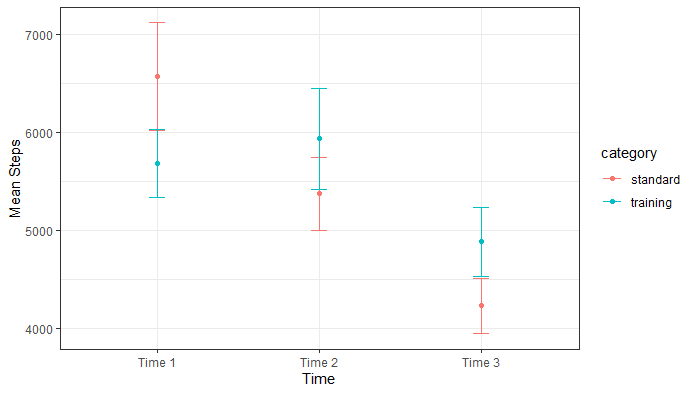 7000
6000
5000
4000
Mean Steps
Time 1
Time 2
Time 3
Time
category
standard
training